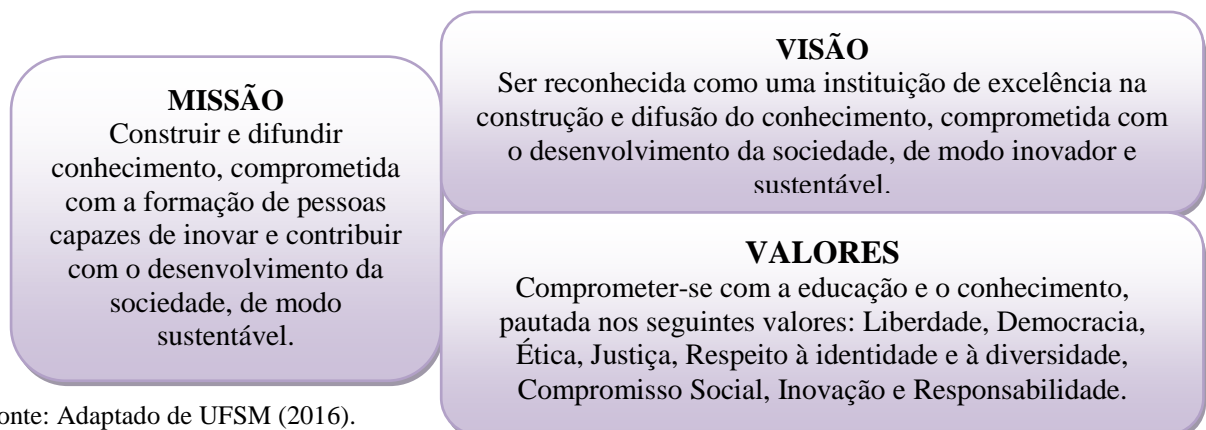 MISSÃO
Construir e difundir
conhecimento, comprometida
com a formação de pessoas
capazes de inovar e contribuir
com o desenvolvimento da
sociedade, de modo
sustentável.
VISÃO
Ser reconhecida como uma instituição de excelência na
construção e difusão do conhecimento, comprometida com
o desenvolvimento da sociedade, de modo inovador e
sustentável.
VALORES
Comprometer-se com a educação e o conhecimento,
pautada nos seguintes valores: Liberdade, Democracia,
Ética, Justiça, Respeito à identidade e à diversidade,
Compromisso Social, Inovação e Responsabilidade.
onte: Adaptado de UFSM (2016).